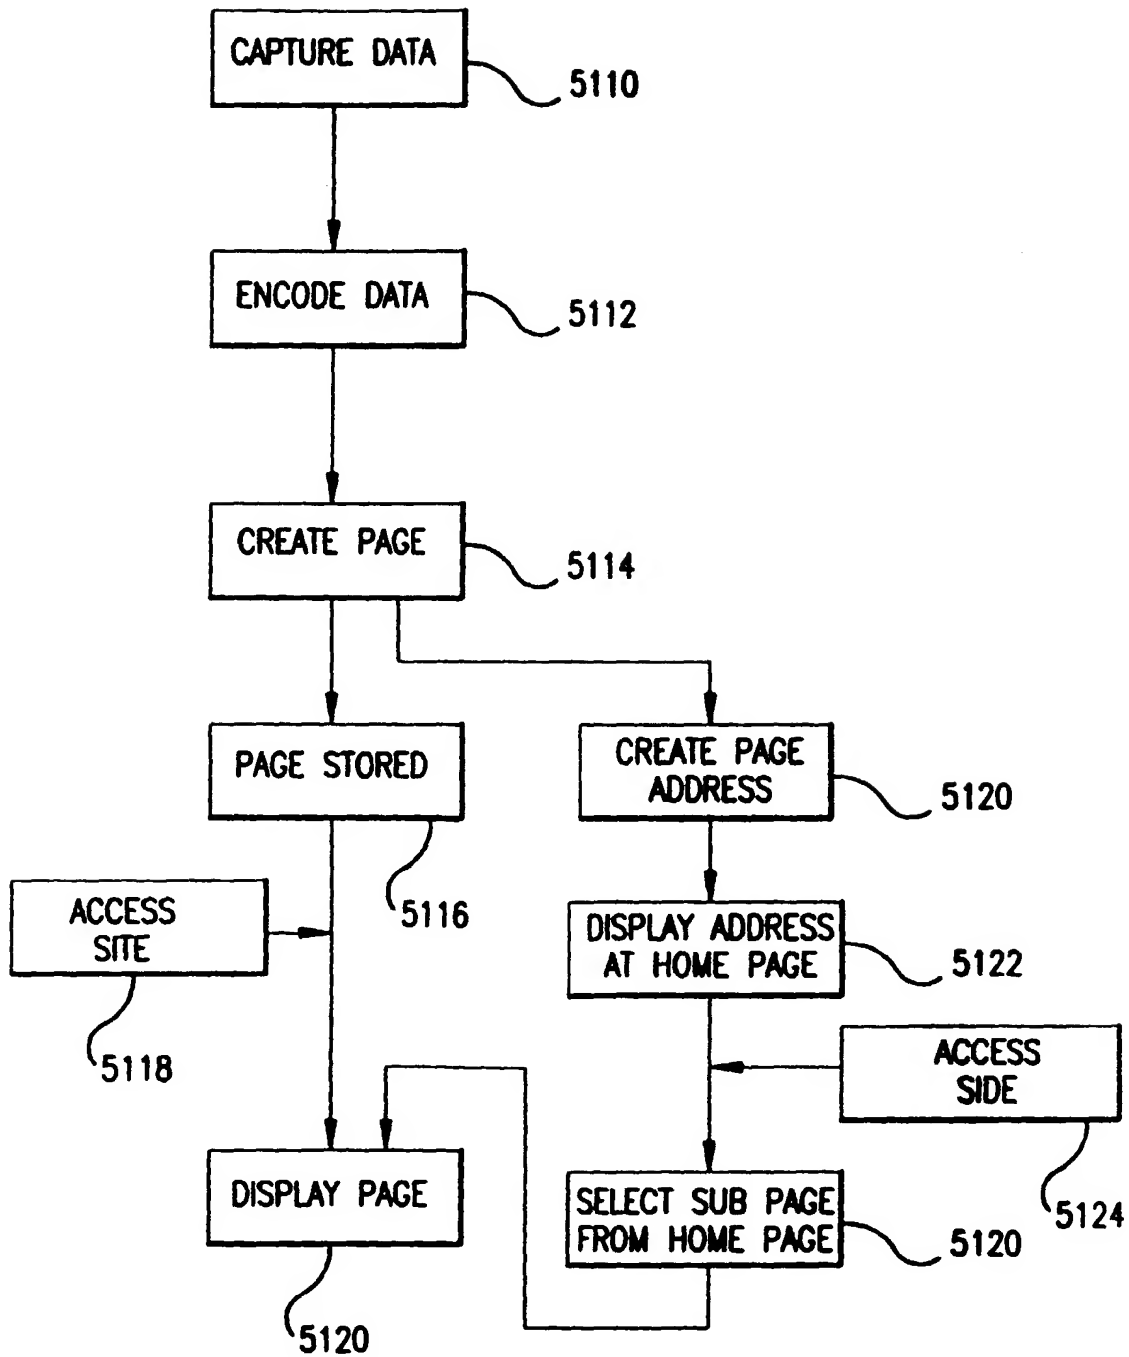 CAPTURE DATA
5110
ENCODE DATA
5112
CREATE PAGE
5114
PAGE STORED
5116
CREATE PAGE
ADDRESS
5120
ACCESS
SITE
5118
DISPLAY ADDRESS
AT HOME PAGE
5122
ACCESS
SIDE
5124
DISPLAY PAGE
5120
SELECT SUB PAGE
FROM HOME PAGE
5120